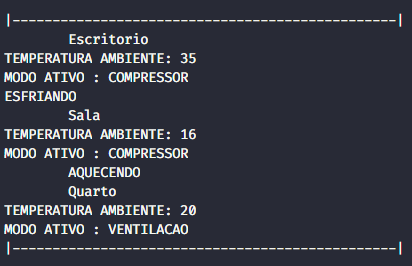 |------------------------------------------------|
Escritorio
TEMPERATURA AMBIENTE: 35
MODO ATIVO : COMPRESSOR
ESFRIANDO
Sala
TEMPERATURA AMBIENTE: 16
MODO ATIVO : COMPRESSOR
AQUECENDO
Quarto
TEMPERATURA AMBIENTE: 20
MODO ATIVO : VENTILACAO
|------------------------------------------------|